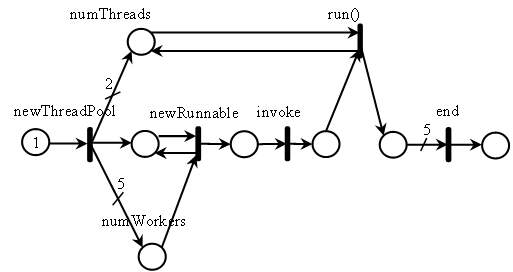 numThreads
run()
2
newThreadPool
newRunnable
invoke
end
1
5
5
numWorkers